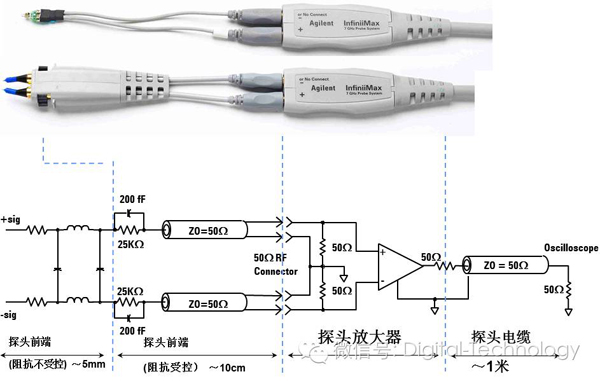 or No Connect
Agilent
InfiniiMax
7 GHz Probe System
or No Connect
Agilent
InfiniiMax
7 GHz Probe System
200 fF
+sig
25KΩ
ZO=50Ω
50Ω RF
Connector
50Ω
50Ω
50Ω
ZO = 50Ω
Oscilloscope
50Ω
25KΩ
ZO=50Ω
-sig
200 fF
探头前端
(阻抗不受控) ~5mm
探头前端
(阻抗受控) ~10cm
探头放大器
探头电缆
~1米
微信号: Digital-Technology